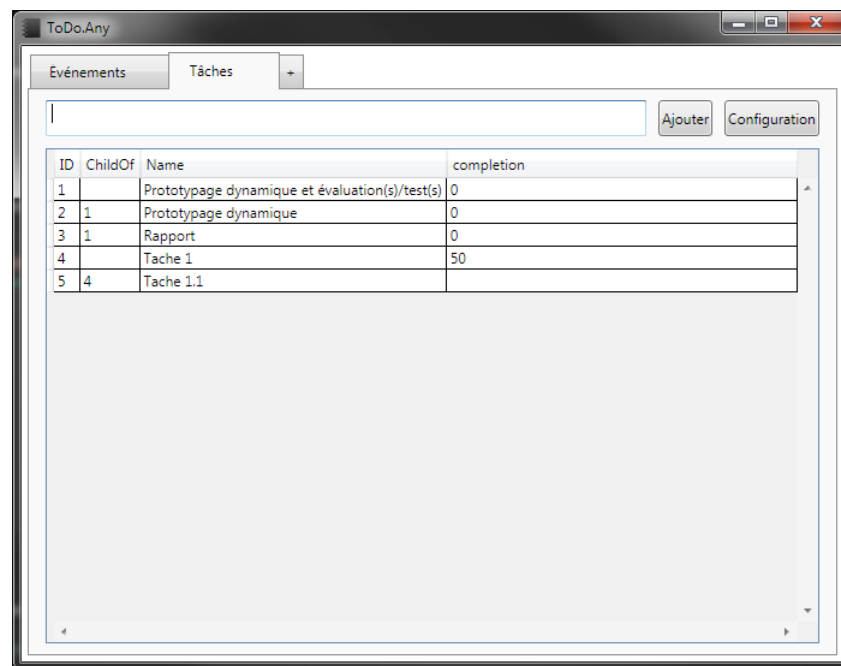 ToDo.Any
Événements Tâches +
Ajouter Configuration
ID ChildOf Name completion
1 Prototypage dynamique et évaluation(s)/test(s) 0
2 1 Prototypage dynamique 0
3 1 Rapport 0
4 Tache 1 50
5 4 Tache 1.1